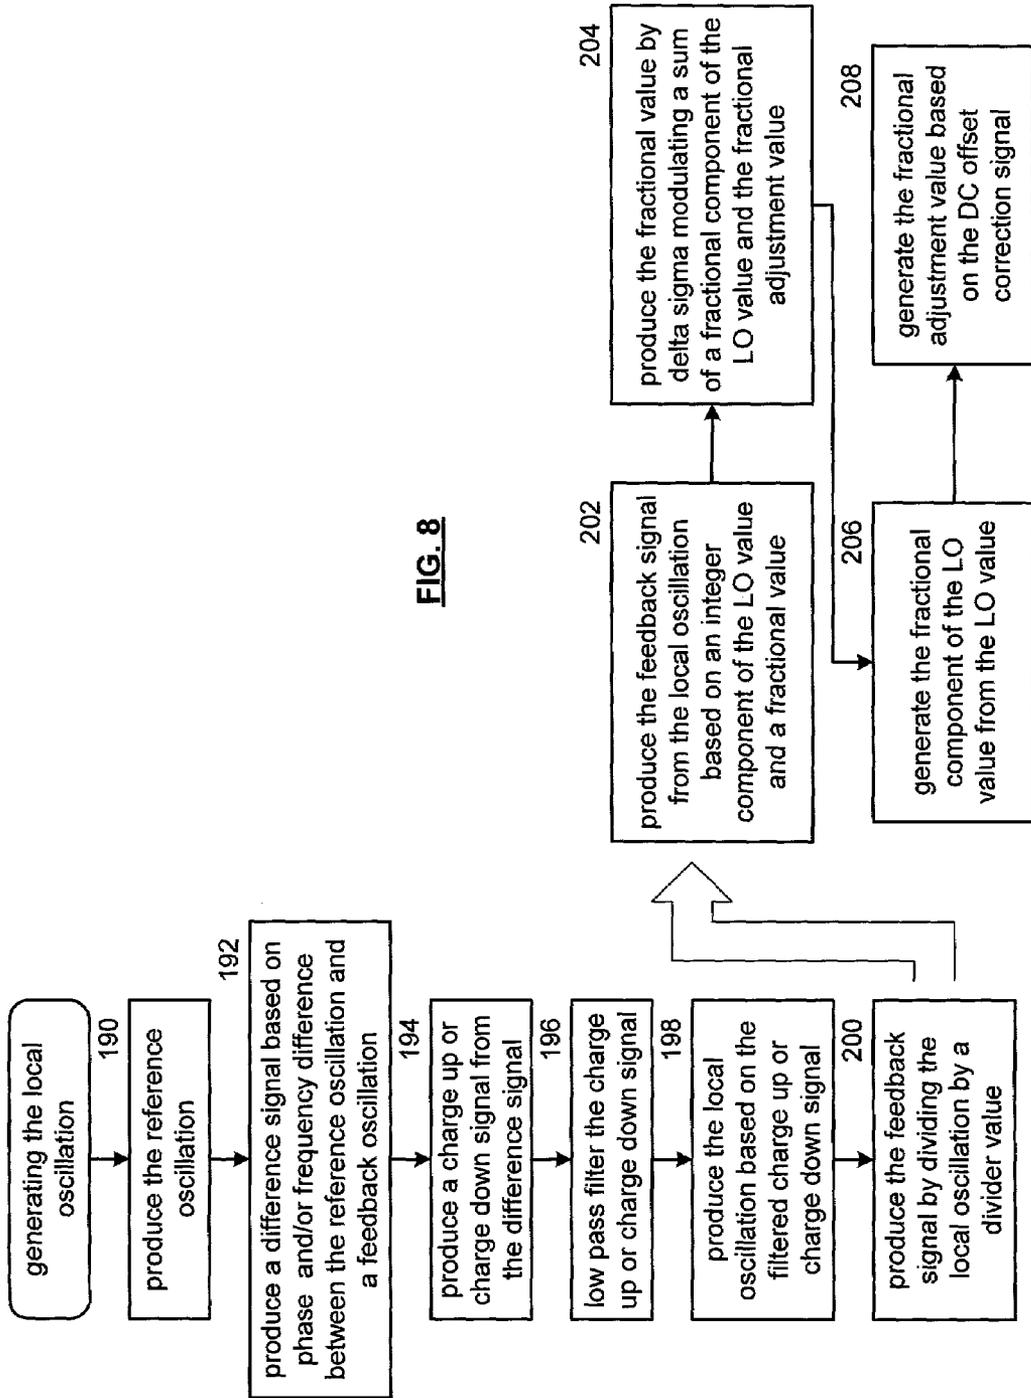 generating the local
oscillation
190
produce the reference
oscillation
192
produce a difference signal based on
phase and/or frequency difference
between the reference oscillation and
a feedback oscillation
194
produce a charge up or
charge down signal from
the difference signal
196
low pass filter the charge
up or charge down signal
198
produce the local
oscillation based on the
filtered charge up or
charge down signal
200
produce the feedback
signal by dividing the
local oscillation by a
divider value
FIG. 8
202
produce the feedback signal
from the local oscillation
based on an integer
component of the LO value
and a fractional value
204
produce the fractional value by
delta sigma modulating a sum
of a fractional component of the
LO value and the fractional
adjustment value
206
generate the fractional
component of the LO
value from the LO value
208
generate the fractional
adjustment value based
on the DC offset
correction signal